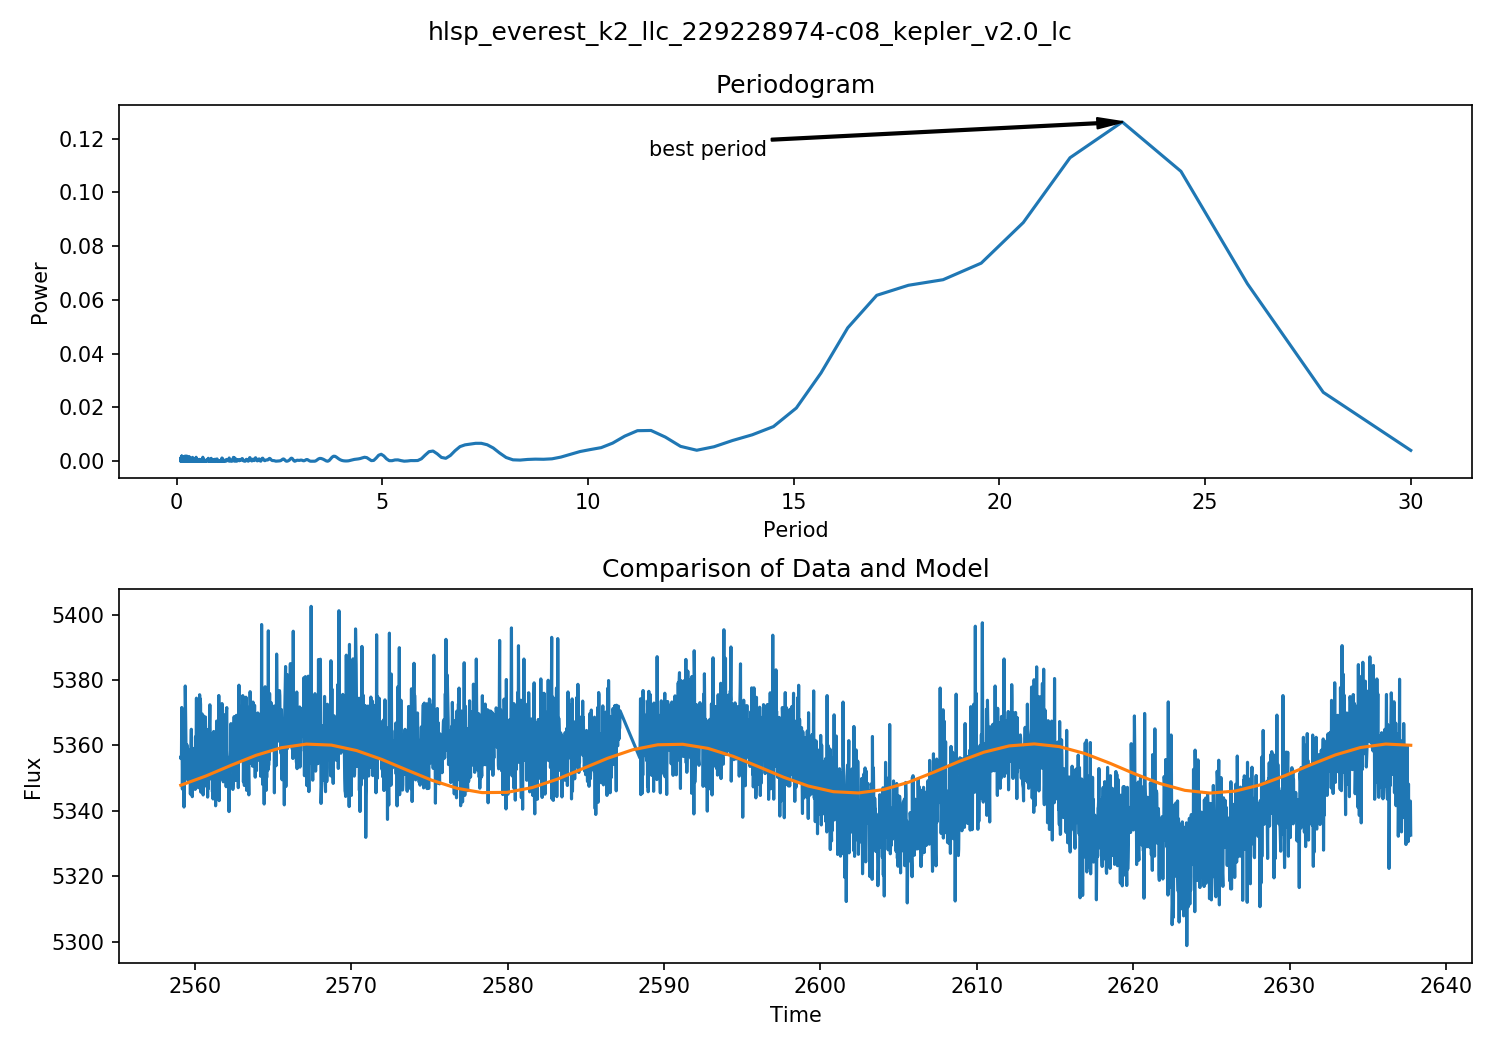 hlsp_everest_k2_llc_229228974-c08_kepler_v2.0_lc
Periodogram
best period
Power
0.12
0.10
0.08
0.06
0.04
0.02
0.00
0 5 10 15 20 25 30
Period
Comparison of Data and Model
Flux
5400
5380
5360
5340
5320
5300
2560 2570 2580 2590 2600 2610 2620 2630 2640
Time